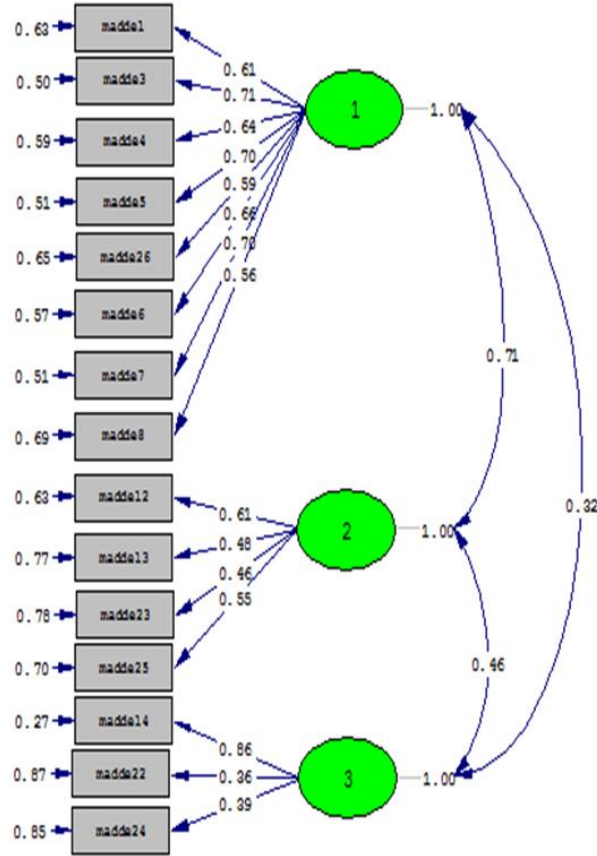 0.63 madde1
0.61
0.50 madde3
0.71
1 1.00
0.59 madde4
0.64
0.70
0.51 madde5
0.59
0.66
0.65 madde26
0.70
0.56
0.57 madde6
0.71
0.51 madde7
0.69 madde8
0.63 madde12
0.32
0.61
2 1.00
0.77 madde13
0.48
0.46
0.55
0.78 madde23
0.70 madde25
0.46
0.27 madde14
0.86
0.87 madde22
0.36
3 1.00
0.39
0.85 madde24